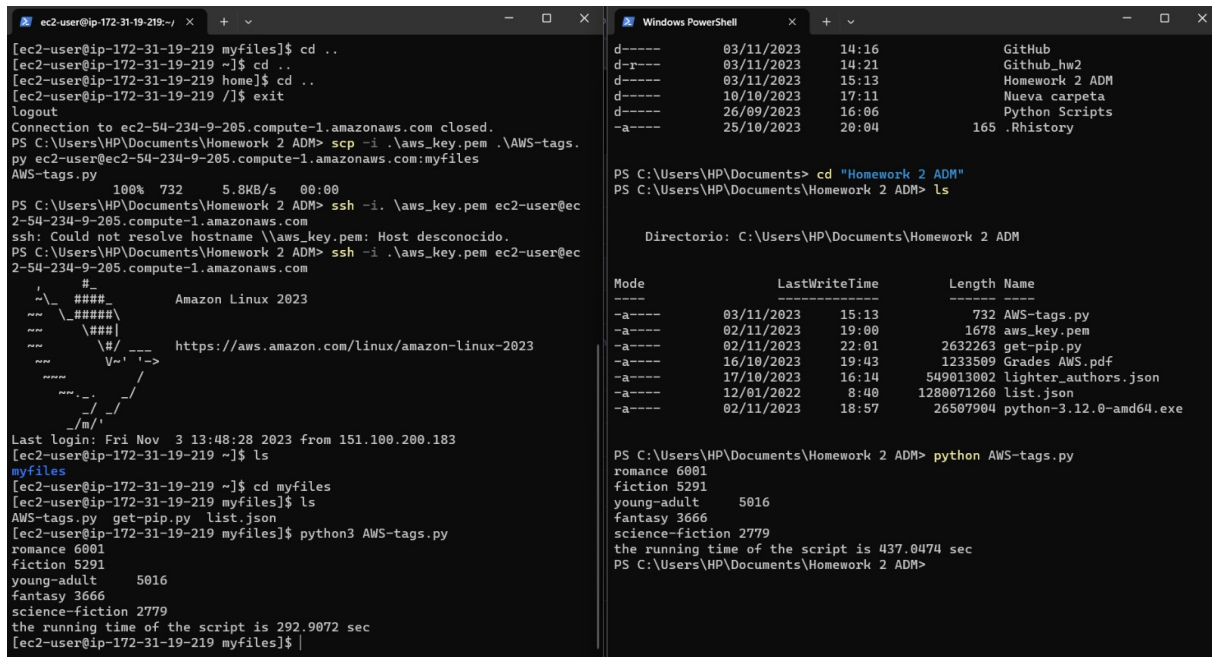 ec2-user@ip-172-31-19-219:~/
[ec2-user@ip-172-31-19-219 myfiles]$ cd ..
[ec2-user@ip-172-31-19-219 ~]$ cd ..
[ec2-user@ip-172-31-19-219 home]$ cd ..
[ec2-user@ip-172-31-19-219 /]$ exit
logout
Connection to ec2-54-234-9-205.compute-1.amazonaws.com closed.
PS C:\Users\HP\Documents\Homework 2 ADM> scp -i .\aws_key.pem .\AWS-tags.
py ec2-user@ec2-54-234-9-205.compute-1.amazonaws.com:myfiles
AWS-tags.py
100%  732     5.8KB/s   00:00
PS C:\Users\HP\Documents\Homework 2 ADM> ssh -i. \aws_key.pem ec2-user@ec
2-54-234-9-205.compute-1.amazonaws.com
ssh: Could not resolve hostname \\aws_key.pem: Host desconocido.
PS C:\Users\HP\Documents\Homework 2 ADM> ssh -i .\aws_key.pem ec2-user@ec
2-54-234-9-205.compute-1.amazonaws.com
   ,     #_
   ~\_  ####_        Amazon Linux 2023
  ~~  \_#####\
  ~~     \###|
  ~~       \#/ ___   https://aws.amazon.com/linux/amazon-linux-2023
   ~~       V~' '->
    ~~~         /
      ~~._.   _/
         _/ _/
       _/m/'
Last login: Fri Nov  3 13:48:28 2023 from 151.100.200.183
[ec2-user@ip-172-31-19-219 ~]$ ls
myfiles
[ec2-user@ip-172-31-19-219 ~]$ cd myfiles
[ec2-user@ip-172-31-19-219 myfiles]$ ls
AWS-tags.py  get-pip.py  list.json
[ec2-user@ip-172-31-19-219 myfiles]$ python3 AWS-tags.py
romance 6001
fiction 5291
young-adult     5016
fantasy 3666
science-fiction 2779
the running time of the script is 292.9072 sec
[ec2-user@ip-172-31-19-219 myfiles]$
Windows PowerShell
d-----        03/11/2023     14:16                GitHub
d-r---        03/11/2023     14:21                Github_hw2
d-----        03/11/2023     15:13                Homework 2 ADM
d-----        10/10/2023     17:11                Nueva carpeta
d-----        26/09/2023     16:06                Python Scripts
-a----        25/10/2023     20:04            165 .Rhistory
PS C:\Users\HP\Documents> cd "Homework 2 ADM"
PS C:\Users\HP\Documents\Homework 2 ADM> ls
Directorio: C:\Users\HP\Documents\Homework 2 ADM
Mode                 LastWriteTime         Length Name
----                 -------------         ------ ----
-a----        03/11/2023     15:13            732 AWS-tags.py
-a----        02/11/2023     19:00           1678 aws_key.pem
-a----        02/11/2023     22:01        2632263 get-pip.py
-a----        16/10/2023     19:43        1233509 Grades AWS.pdf
-a----        17/10/2023     16:14      549013002 lighter_authors.json
-a----        12/01/2022      8:40     1280071260 list.json
-a----        02/11/2023     18:57       26507904 python-3.12.0-amd64.exe
PS C:\Users\HP\Documents\Homework 2 ADM> python AWS-tags.py
romance 6001
fiction 5291
young-adult     5016
fantasy 3666
science-fiction 2779
the running time of the script is 437.0474 sec
PS C:\Users\HP\Documents\Homework 2 ADM>